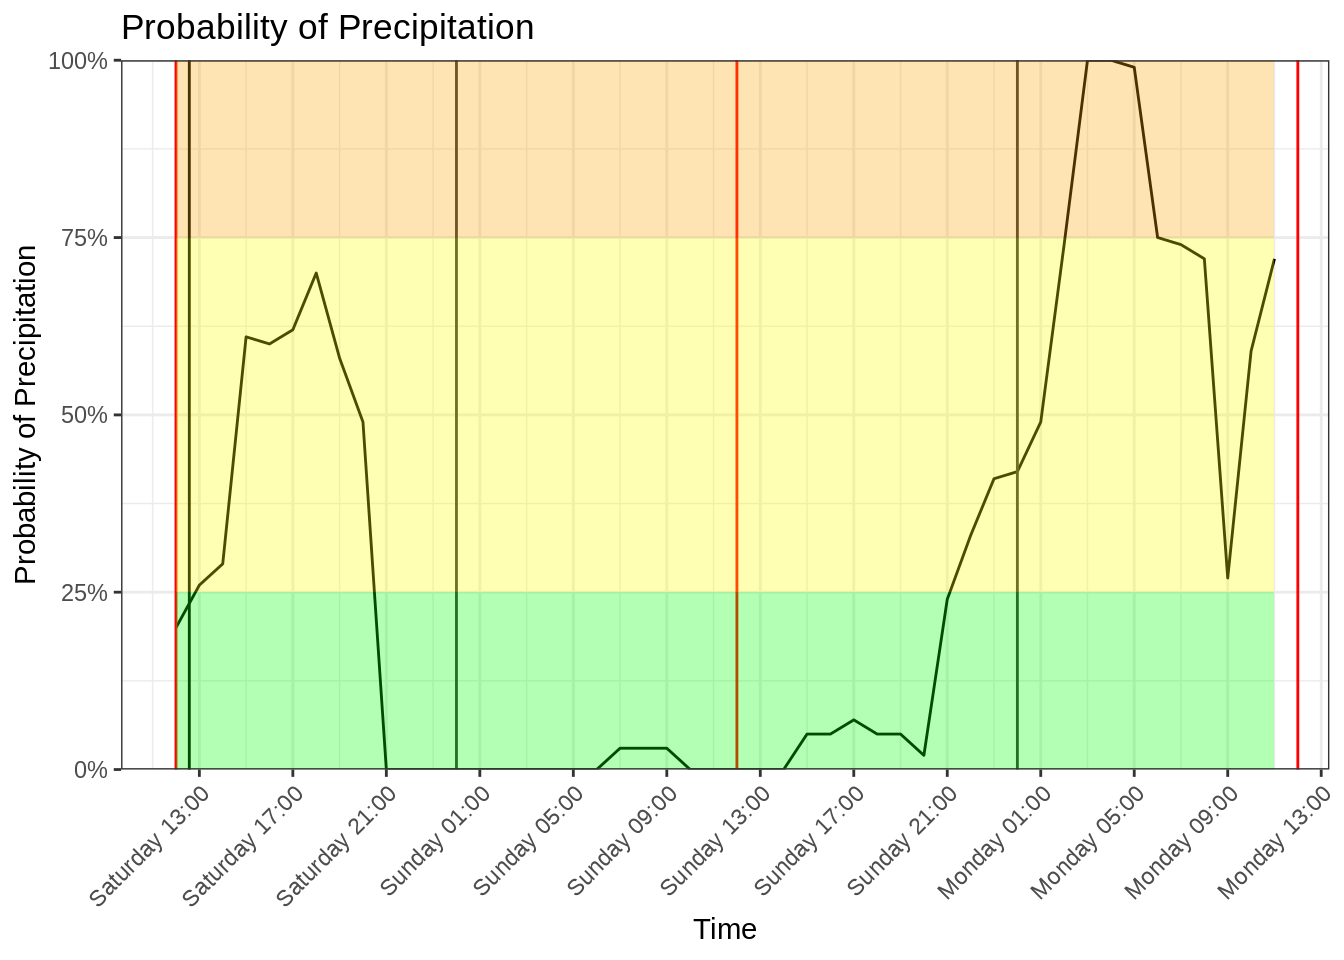 Probability of Precipitation
Probability of Precipitation
100%
75%
50%
25%
0%
Saturday 13:00
Saturday 17:00
Saturday 21:00
Sunday 01:00
Sunday 05:00
Sunday 09:00
Sunday 13:00
Sunday 17:00
Sunday 21:00
Monday 01:00
Monday 05:00
Monday 09:00
Monday 13:00
Time